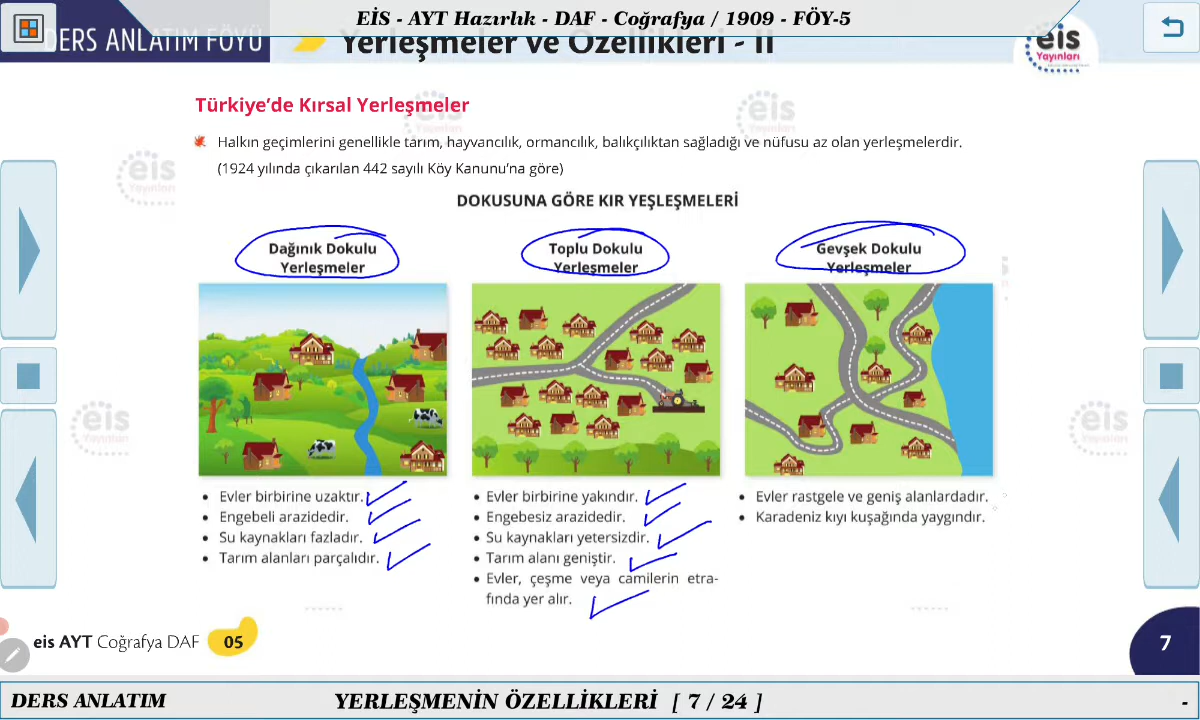 EİS - AYT Hazırlık - DAF - Coğrafya / 1909 - FÖY-5
DERS ANLATIM FÖYÜ
Yerleşmeler ve Özellikleri - II
eis
Yayınları
Türkiye’de Kırsal Yerleşmeler
Halkın geçimlerini genellikle tarım, hayvancılık, ormancılık, balıkçılıktan sağladığı ve nüfusu az olan yerleşmelerdir.
(1924 yılında çıkarılan 442 sayılı Köy Kanunu’na göre)
DOKUSUNA GÖRE KIR YEŞLEŞMELERİ
Dağınık Dokulu
Yerleşmeler
Toplu Dokulu
Yerleşmeler
Gevşek Dokulu
Yerleşmeler
• Evler birbirine uzaktır.
• Engebeli arazidedir.
• Su kaynakları fazladır.
• Tarım alanları parçalıdır.
• Evler birbirine yakındır.
• Engebesiz arazidedir.
• Su kaynakları yetersizdir.
• Tarım alanı geniştir.
• Evler, çeşme veya camilerin etra-
fında yer alır.
• Evler rastgele ve geniş alanlardadır.
• Karadeniz kıyı kuşağında yaygındır.
eis AYT Coğrafya DAF 05
7
DERS ANLATIM YERLEŞMENİN ÖZELLİKLERİ [ 7 / 24 ] -